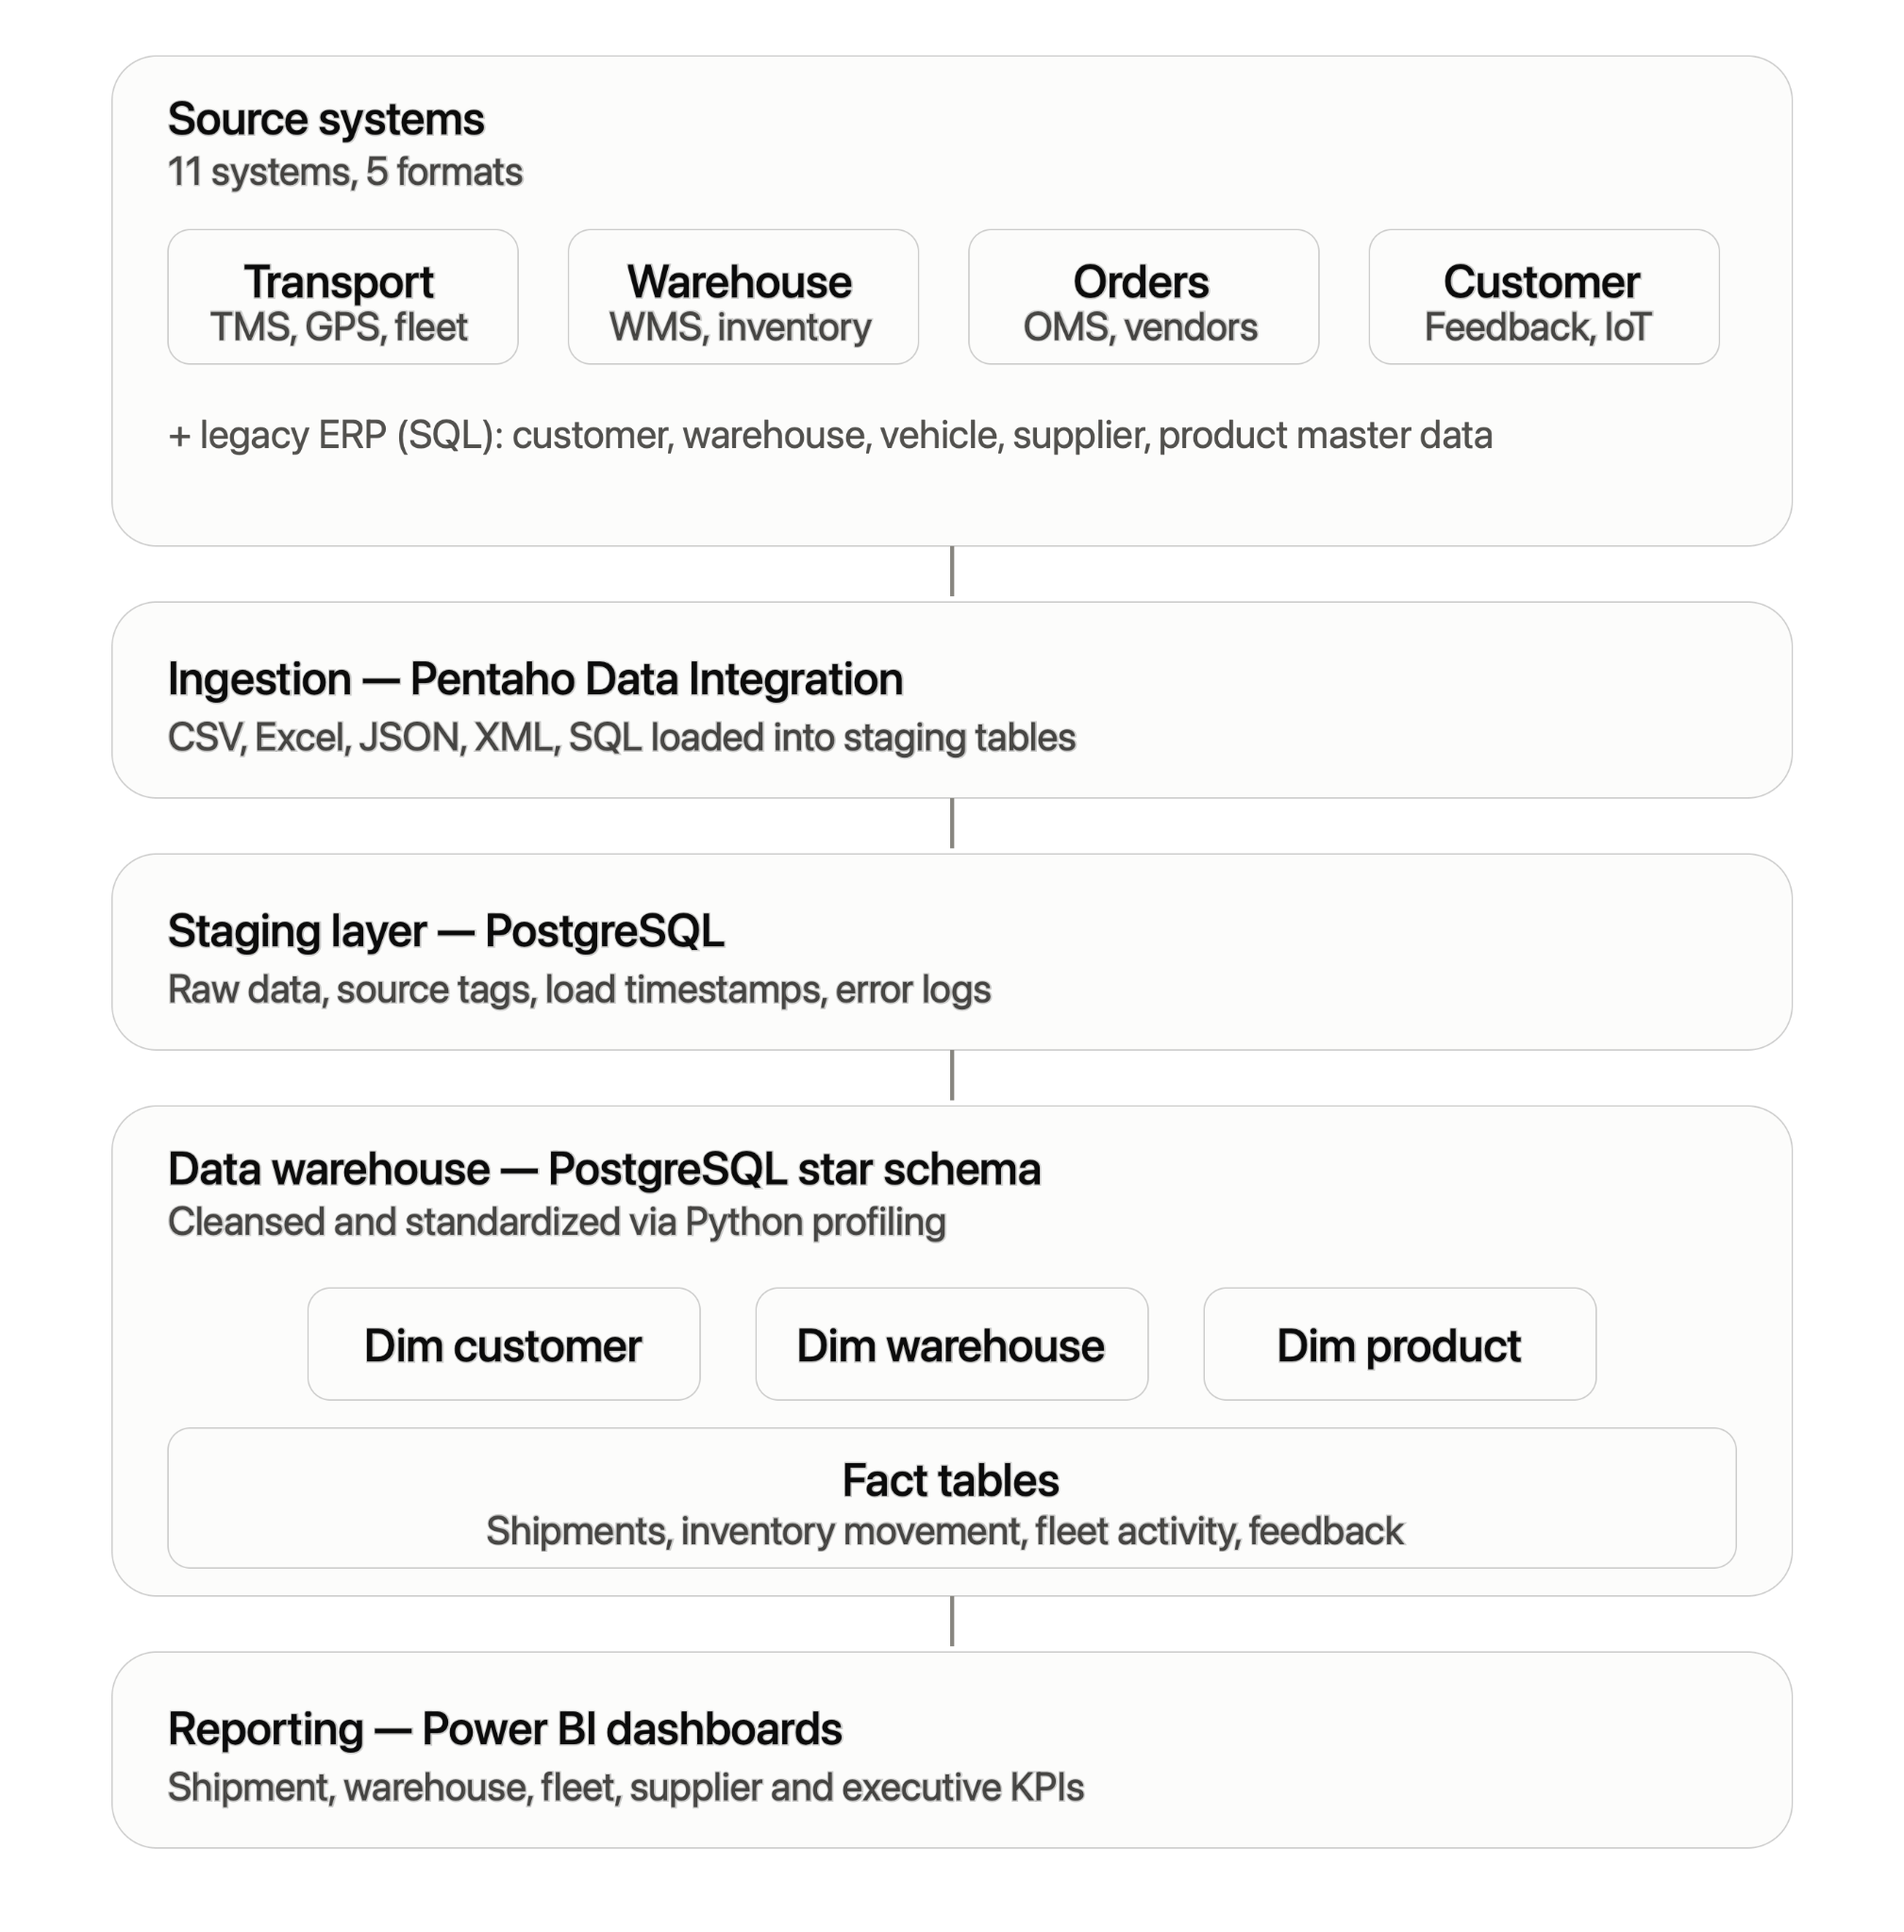 Source systems
11 systems, 5 formats
Transport
TMS, GPS, fleet
Warehouse
WMS, inventory
Orders
OMS, vendors
Customer
Feedback, IoT
+ legacy ERP (SQL): customer, warehouse, vehicle, supplier, product master data
Ingestion — Pentaho Data Integration
CSV, Excel, JSON, XML, SQL loaded into staging tables
Staging layer — PostgreSQL
Raw data, source tags, load timestamps, error logs
Data warehouse — PostgreSQL star schema
Cleansed and standardized via Python profiling
Dim customer
Dim warehouse
Dim product
Fact tables
Shipments, inventory movement, fleet activity, feedback
Reporting — Power BI dashboards
Shipment, warehouse, fleet, supplier and executive KPIs